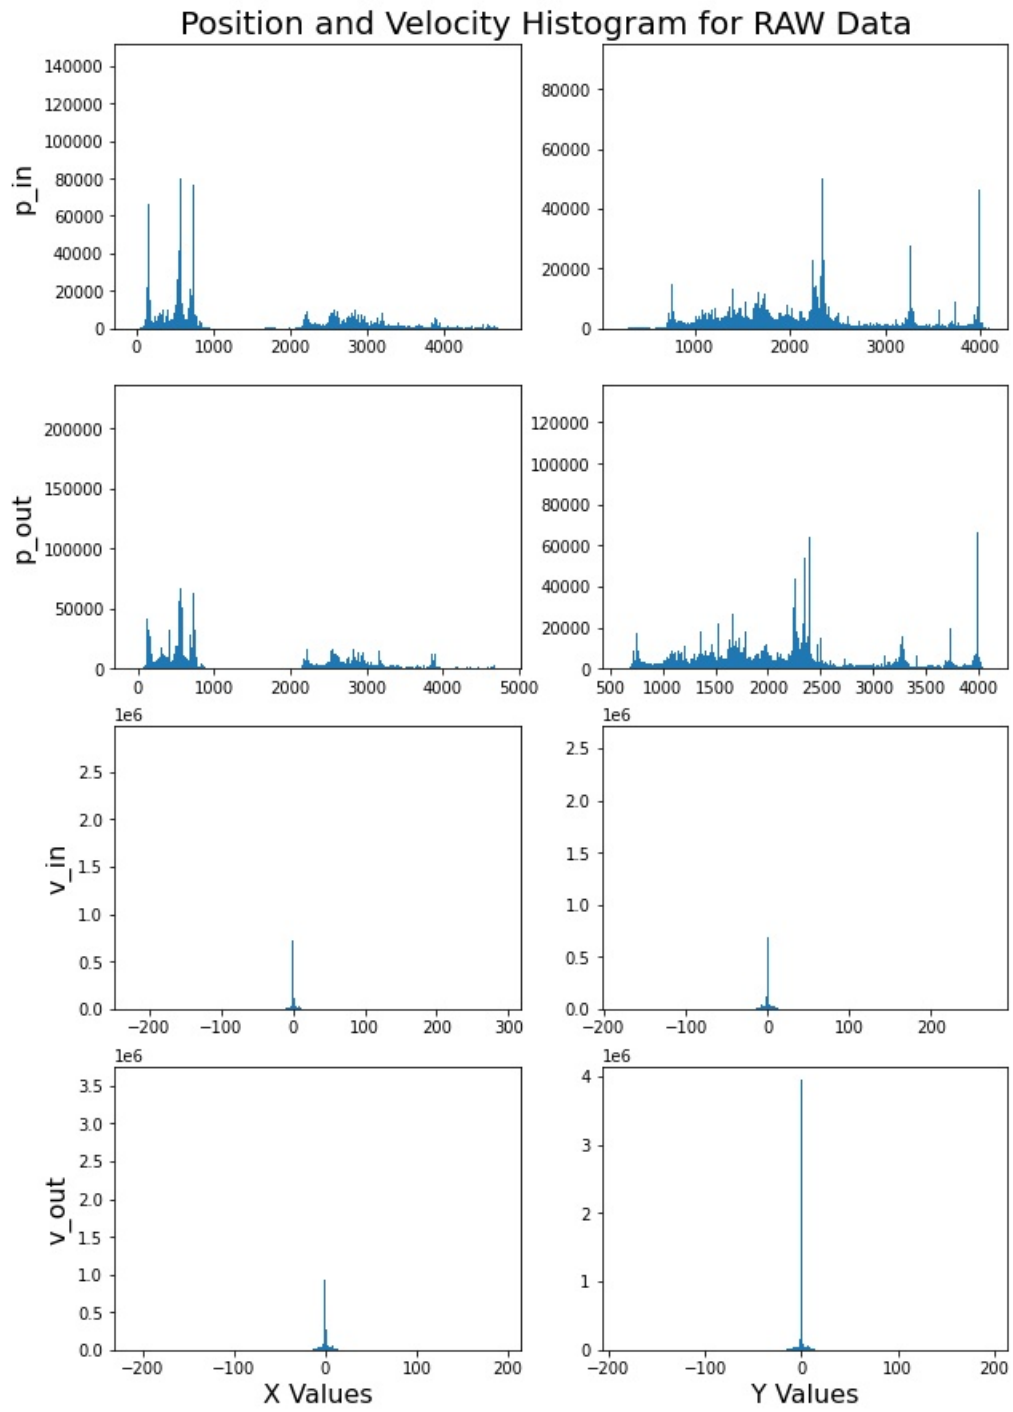 Position and Velocity Histogram for RAW Data
140000
120000
100000
80000
60000
40000
20000
0
p_in
0 1000 2000 3000 4000
80000
60000
40000
20000
0
1000 2000 3000 4000
200000
150000
100000
50000
0
p_out
0 1000 2000 3000 4000 5000
120000
100000
80000
60000
40000
20000
0
500 1000 1500 2000 2500 3000 3500 4000
1e6
2.5
2.0
1.5
1.0
0.5
0.0
v_in
−200 −100 0 100 200 300
1e6
2.5
2.0
1.5
1.0
0.5
0.0
−200 −100 0 100 200
1e6
3.5
3.0
2.5
2.0
1.5
1.0
0.5
0.0
v_out
−200 −100 0 100 200
X Values
1e6
4
3
2
1
0
−200 −100 0 100 200
Y Values